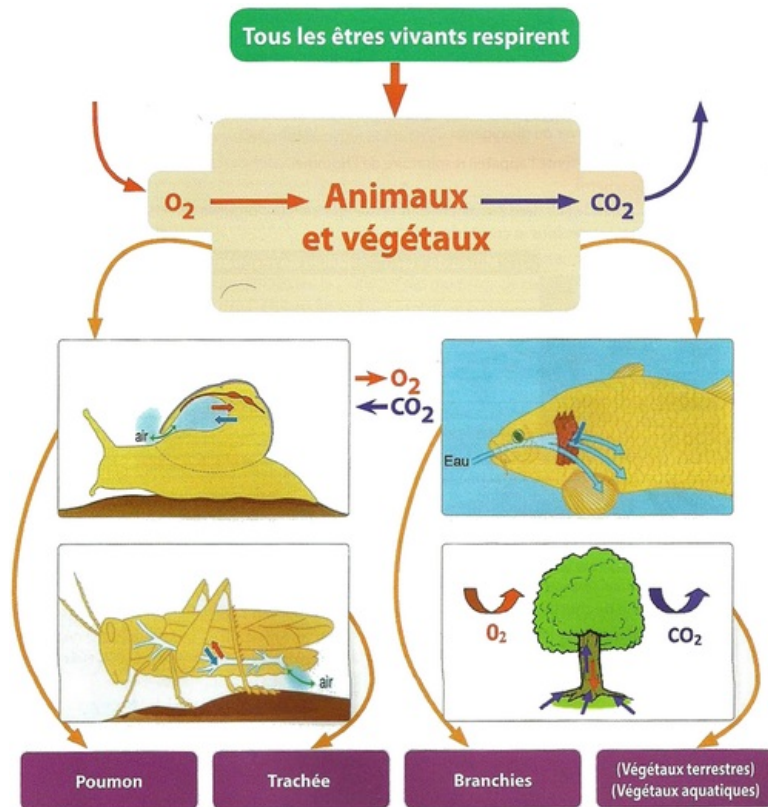 Tous les êtres vivants respirent
O2
Animaux
et végétaux
CO2
air
O2
CO2
Eau
air
O2
CO2
Poumon
Trachée
Branchies
(Végétaux terrestres)
(Végétaux aquatiques)